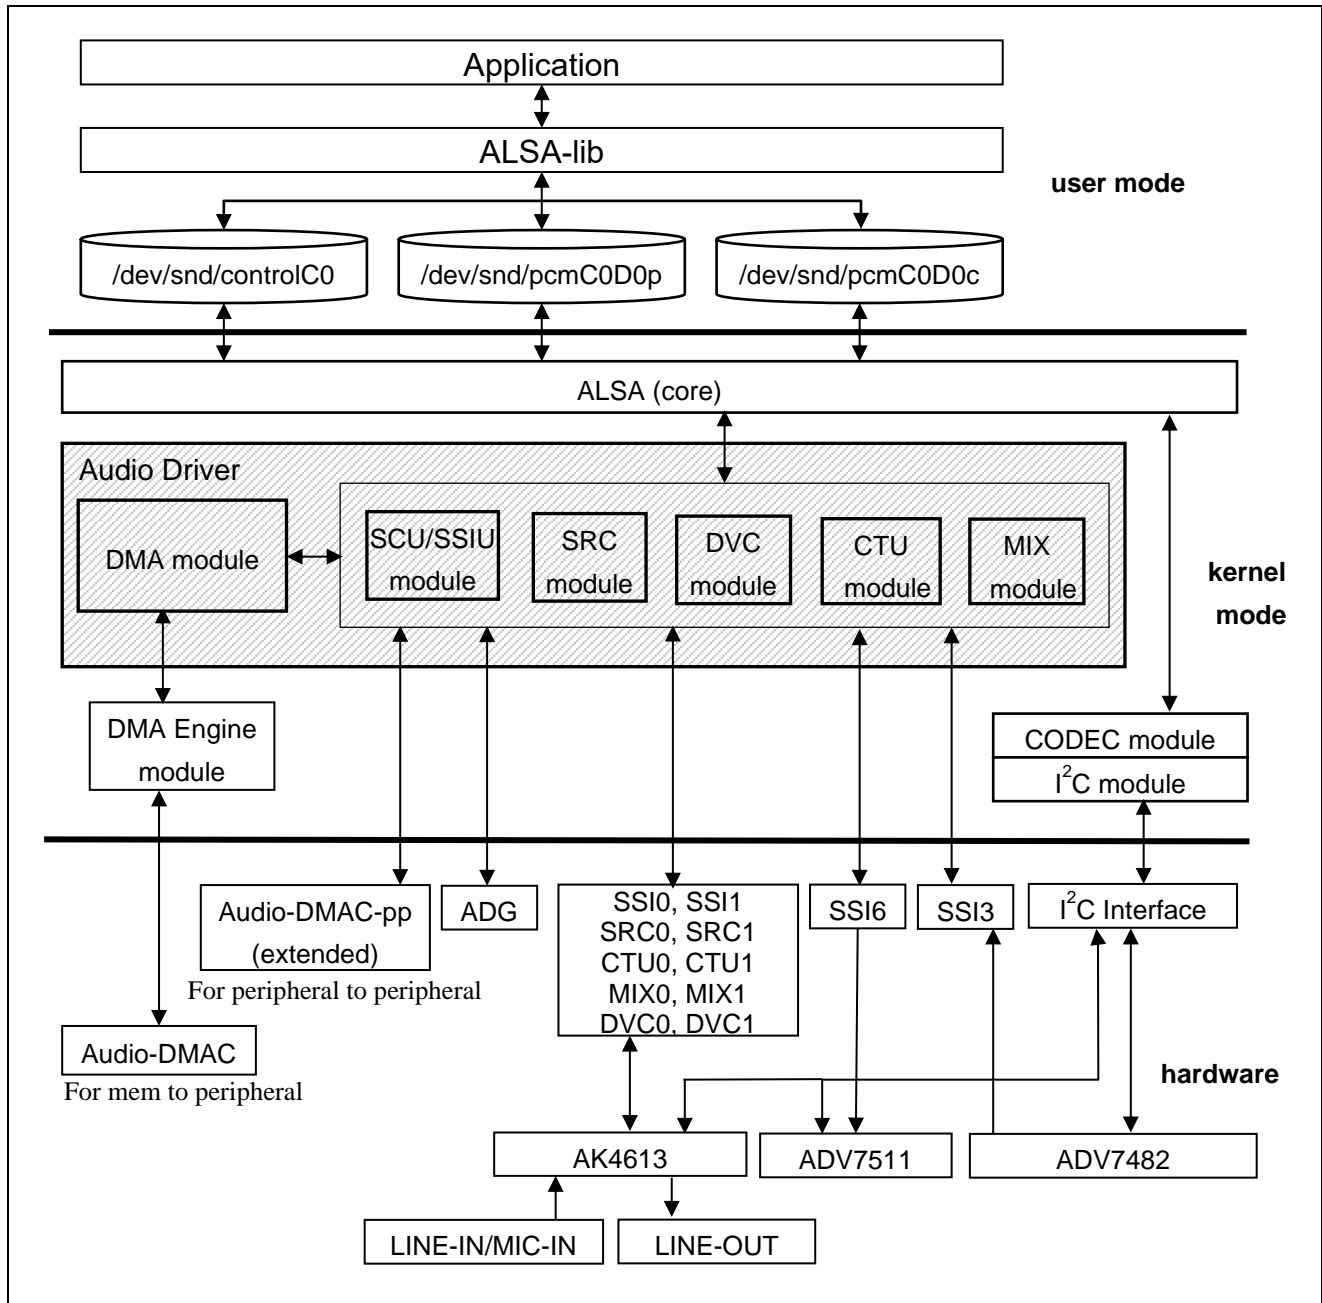 Application
ALSA-lib
user mode
/dev/snd/controlC0
/dev/snd/pcmC0D0p
/dev/snd/pcmC0D0c
ALSA (core)
Audio Driver
DMA module
SCU/SSIU
module
SRC
module
DVC
module
CTU
module
MIX
module
kernel
mode
DMA Engine
module
CODEC module
I²C module
Audio-DMAC-pp
(extended)
For peripheral to peripheral
ADG
SSI0, SSI1
SRC0, SRC1
CTU0, CTU1
MIX0, MIX1
DVC0, DVC1
SSI6
SSI3
I²C Interface
Audio-DMAC
For mem to peripheral
hardware
AK4613
ADV7511
ADV7482
LINE-IN/MIC-IN
LINE-OUT